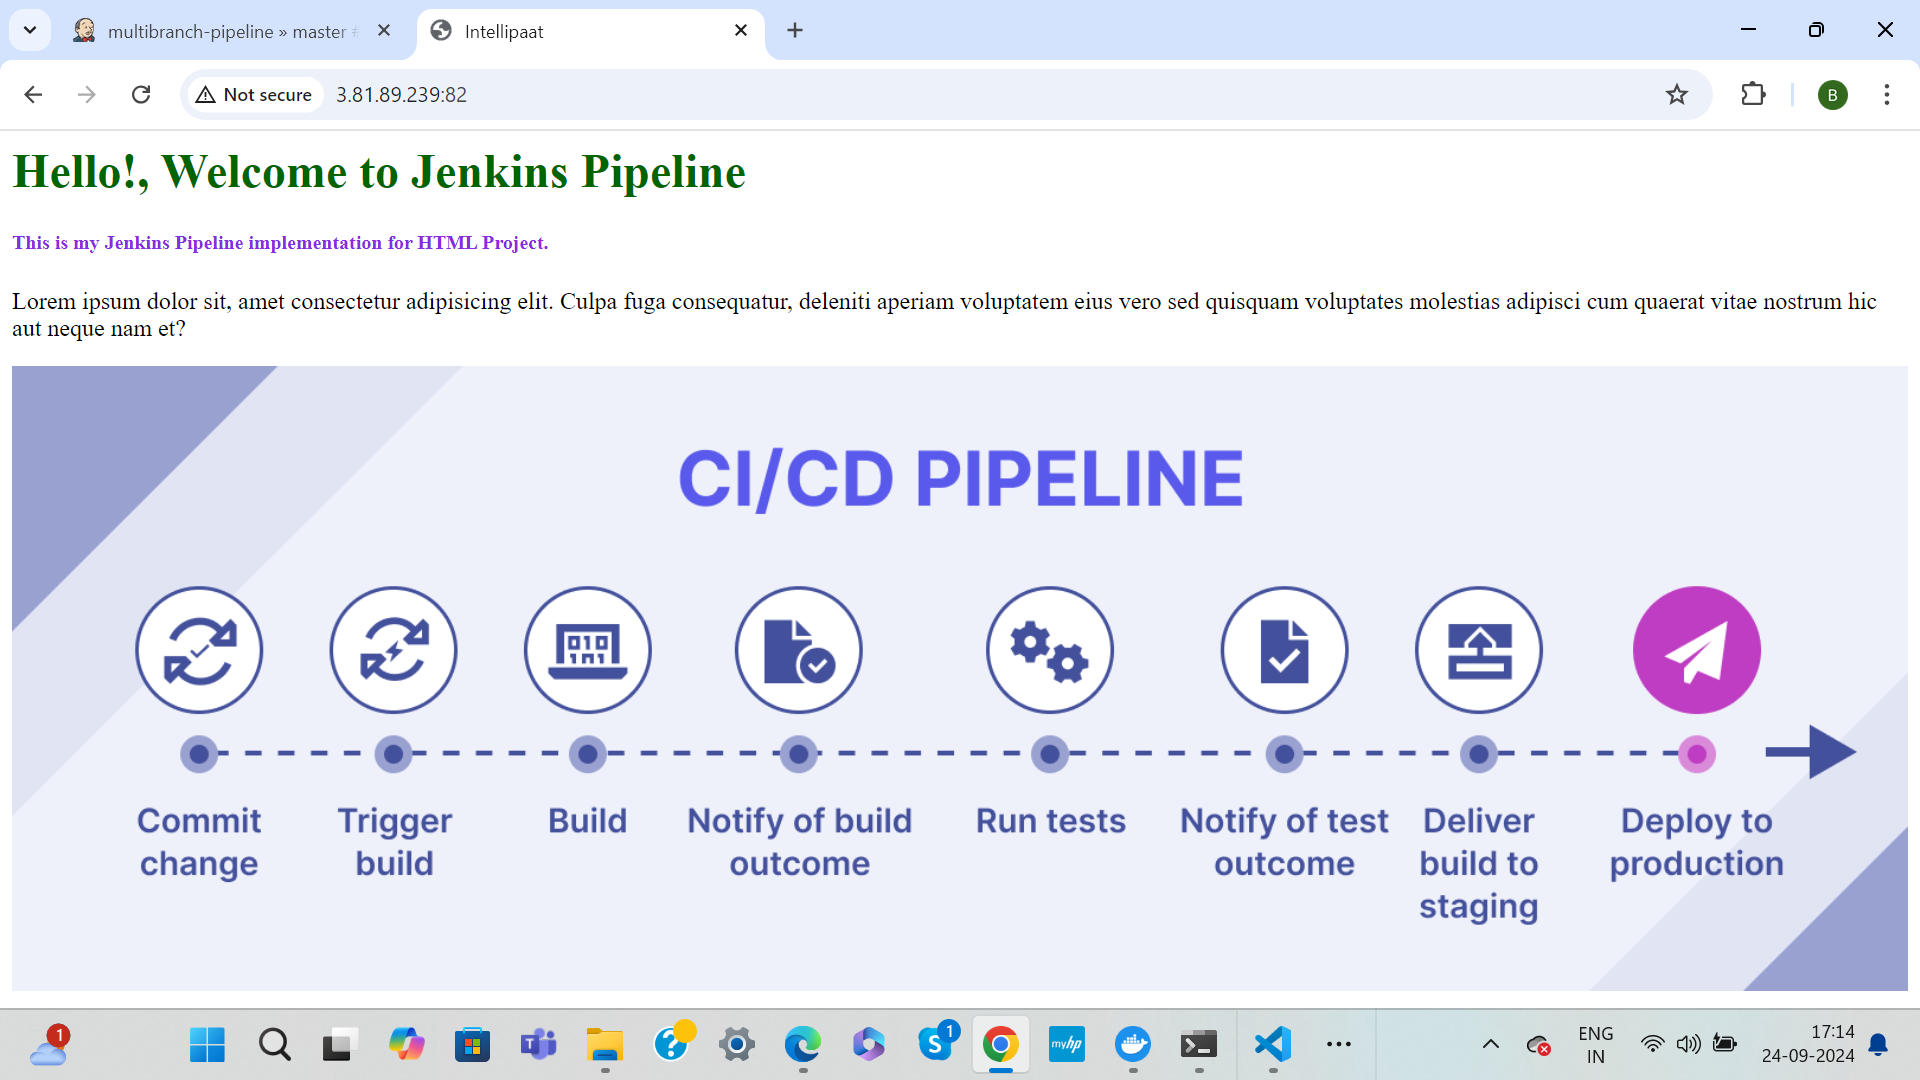 multibranch-pipeline » master #
Intellipaat
Not secure
3.81.89.239:82
B
Hello!, Welcome to Jenkins Pipeline
This is my Jenkins Pipeline implementation for HTML Project.
Lorem ipsum dolor sit, amet consectetur adipisicing elit. Culpa fuga consequatur, deleniti aperiam voluptatem eius vero sed quisquam voluptates molestias adipisci cum quaerat vitae nostrum hic
aut neque nam et?
CI/CD PIPELINE
Commit
change
Trigger
build
Build
Notify of build
outcome
Run tests
Notify of test
outcome
Deliver
build to
staging
Deploy to
production
1
1
myhp
ENG
IN
17:14
24-09-2024